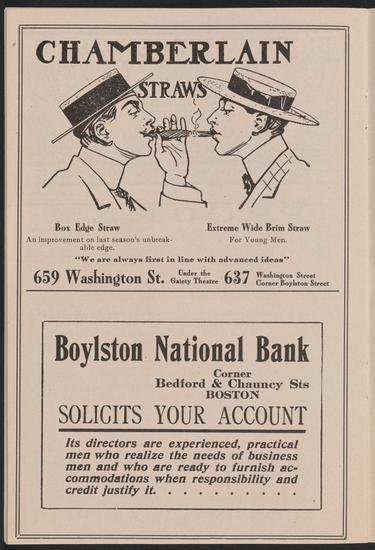 CHAMBERLAIN
STRAWS
Box Edge Straw
An improvement on last season's unbreak-
able edge.
Extreme Wide Brim Straw
For Young Men.
"We are always first in line with advanced ideas"
659 Washington St. Under the Gaiety Theatre 637 Washington Street Corner Boylston Street
Boylston National Bank
Corner
Bedford & Chauncy Sts
BOSTON
SOLICITS YOUR ACCOUNT
Its directors are experienced, practical
men who realize the needs of business
men and who are ready to furnish ac-
commodations when responsibility and
credit justify it. . . . . . . . . . .